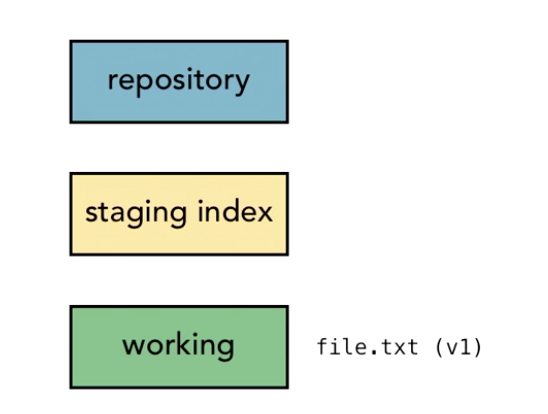 repository
staging index
working file.txt (v1)